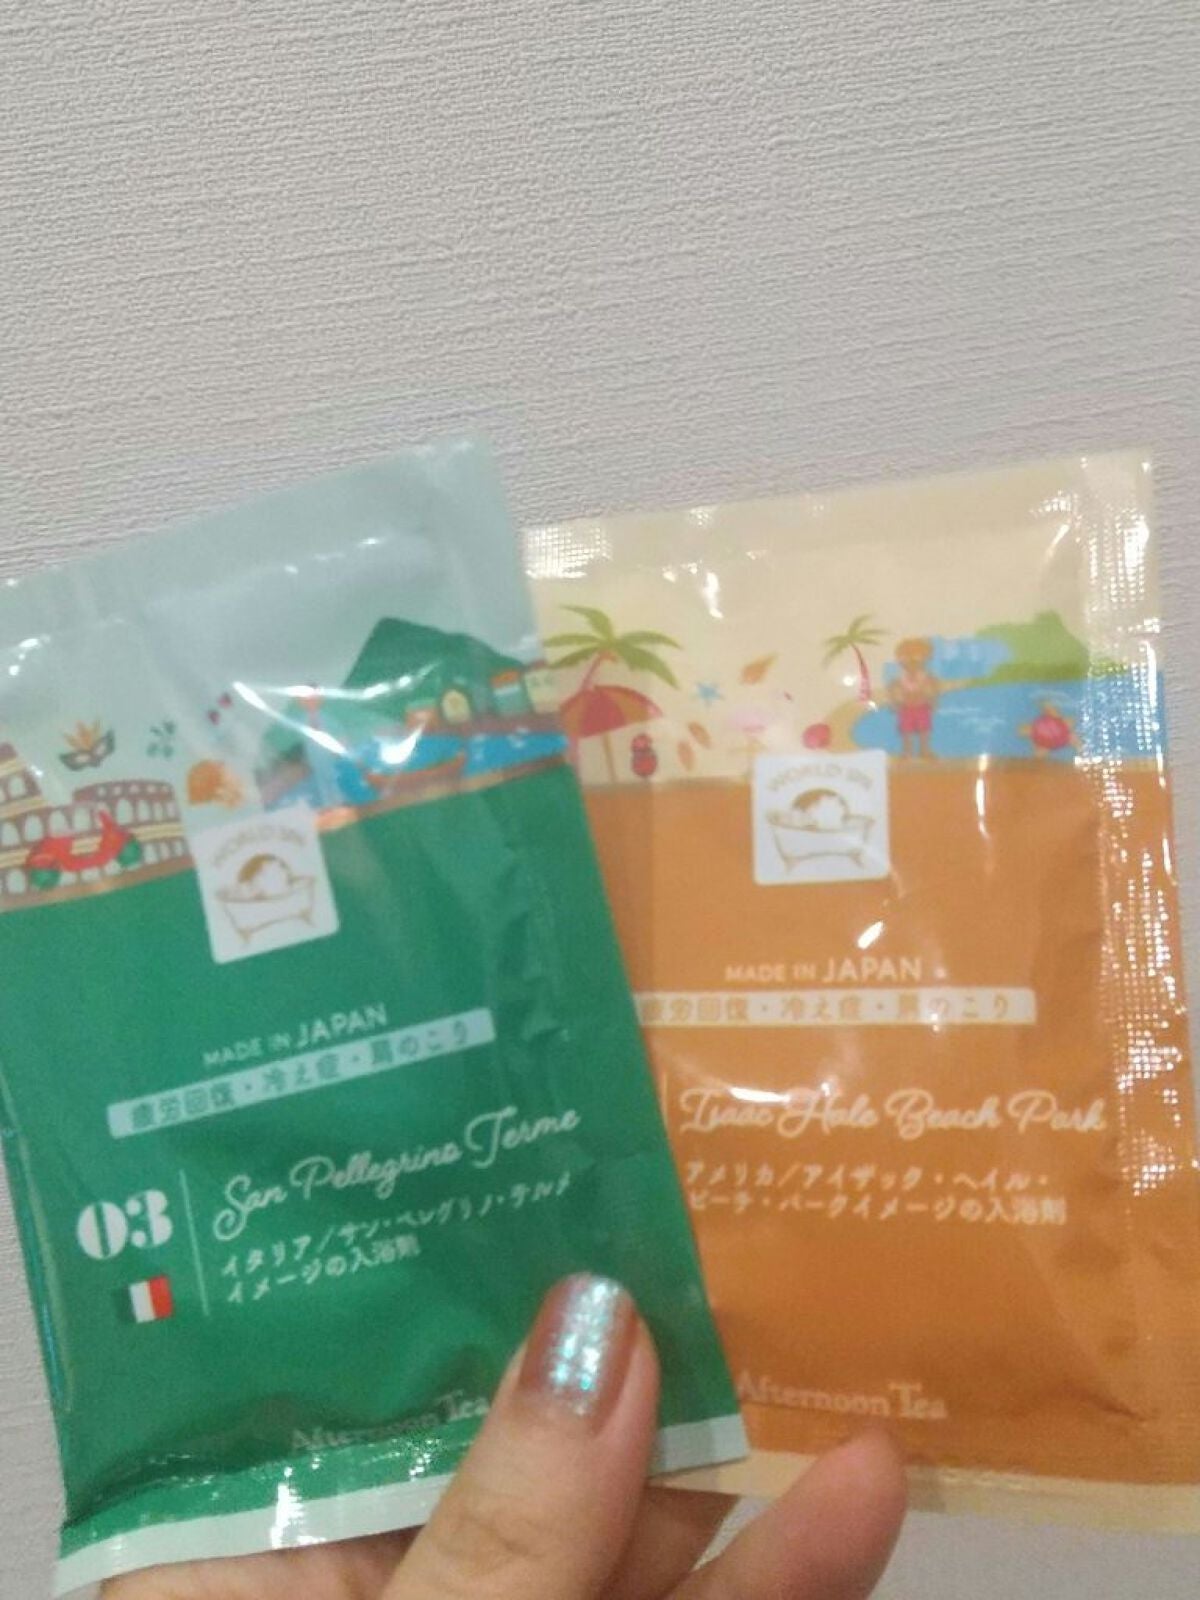 WORLD SPA
MADE IN JAPAN
疲労回復・冷え症・肩のこり
03
San Pellegrino Terme
イタリア/サン・ペレグリノ・テルメ
イメージの入浴剤
Afternoon Tea
WORLD SPA
MADE IN JAPAN
疲労回復・冷え症・肩のこり
Isaac Hale Beach Park
アメリカ/アイザック・ヘイル・
ビーチ・パークイメージの入浴剤
Afternoon Tea